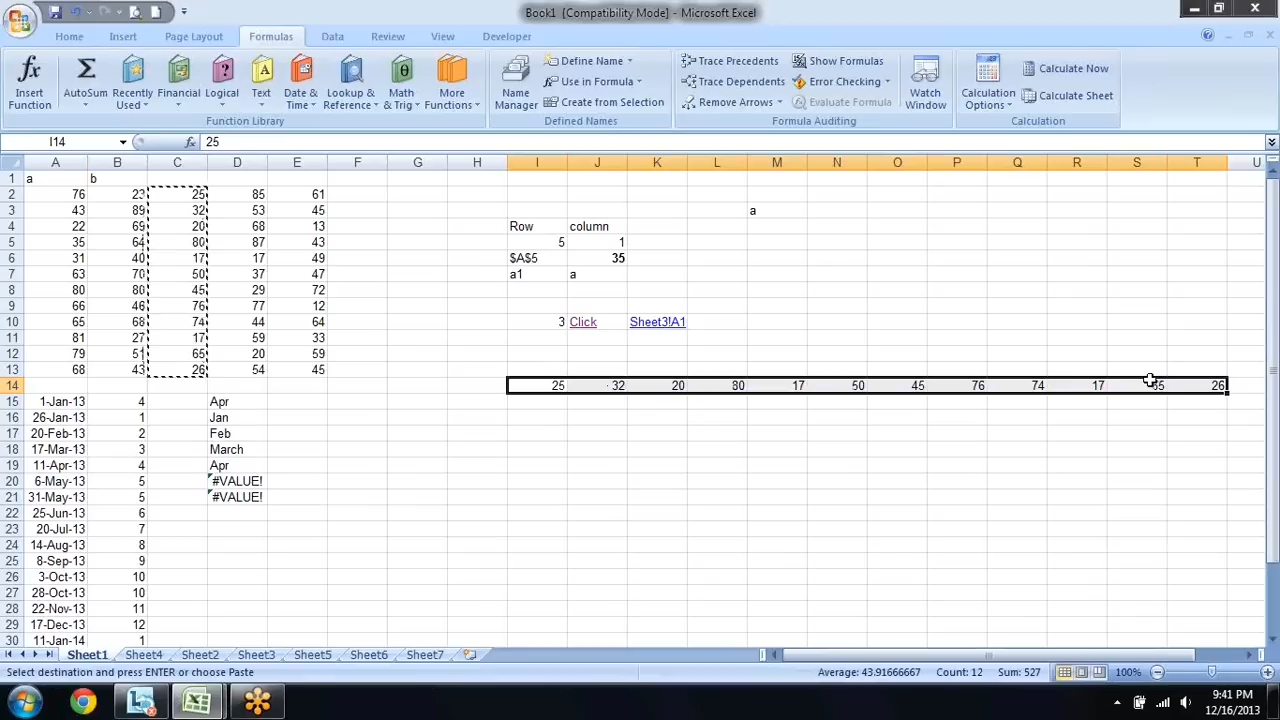 Book1 [Compatibility Mode] - Microsoft Excel
Home Insert Page Layout Formulas Data Review View Developer
Insert Function
AutoSum
Recently Used
Financial
Logical
Text
Date & Time
Lookup & Reference
Math & Trig
More Functions
Function Library
Name Manager
Define Name
Use in Formula
Create from Selection
Defined Names
Trace Precedents
Trace Dependents
Remove Arrows
Show Formulas
Error Checking
Evaluate Formula
Formula Auditing
Watch Window
Calculation Options
Calculate Now
Calculate Sheet
Calculation
I14 fx 25
A B C D E F G H I J K L M N O P Q R S T U
1 a b
2 76 23 25 85 61
3 43 89 32 53 45 a
4 22 69 20 68 13 Row column
5 35 64 80 87 43 5 1
6 31 40 17 17 49 $A$5 35
7 63 70 50 37 47 a1 a
8 80 80 45 29 72
9 66 46 76 77 12
10 65 68 74 44 64 3 Click Sheet3!A1
11 81 27 17 59 33
12 79 51 65 20 59
13 68 43 26 54 45
14 25 32 20 80 17 50 45 76 74 17 65 26
15 1-Jan-13 4 Apr
16 26-Jan-13 1 Jan
17 20-Feb-13 2 Feb
18 17-Mar-13 3 March
19 11-Apr-13 4 Apr
20 6-May-13 5 #VALUE!
21 31-May-13 5 #VALUE!
22 25-Jun-13 6
23 20-Jul-13 7
24 14-Aug-13 8
25 8-Sep-13 9
26 3-Oct-13 10
27 28-Oct-13 10
28 22-Nov-13 11
29 17-Dec-13 12
30 11-Jan-14 1
Sheet1 Sheet4 Sheet2 Sheet3 Sheet5 Sheet6 Sheet7
Select destination and press ENTER or choose Paste Average: 43.91666667 Count: 12 Sum: 527 100%
9:41 PM
12/16/2013